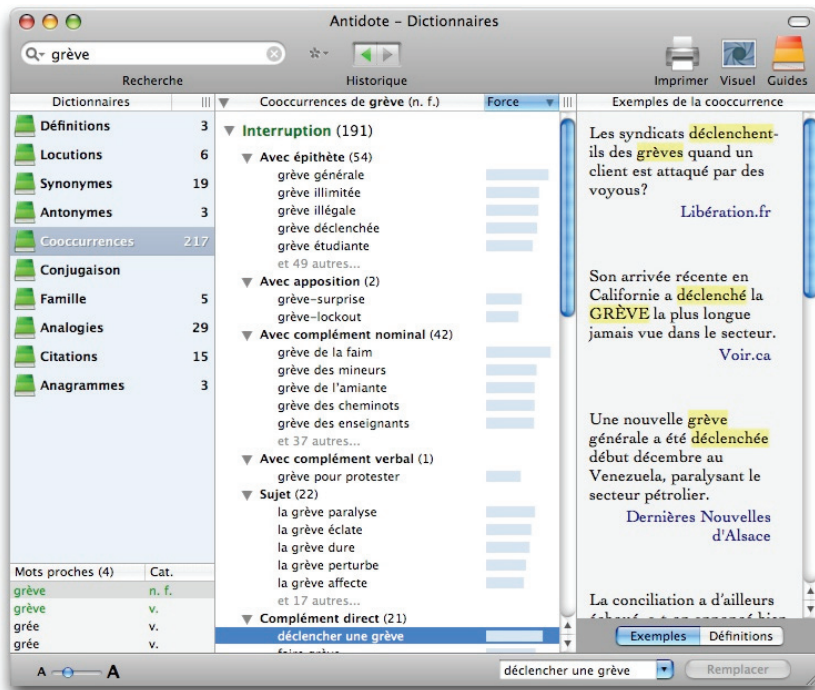 Antidote – Dictionnaires
grève
Recherche
Historique
Imprimer Visuel Guides
Dictionnaires
Définitions 3
Locutions 6
Synonymes 19
Antonymes 3
Cooccurrences 217
Conjugaison
Famille 5
Analogies 29
Citations 15
Anagrammes 3
Mots proches (4) Cat.
grève n. f.
grève v.
grée n. f.
grée v.
Cooccurrences de grève (n. f.) Force
Interruption (191)
Avec épithète (54)
grève générale
grève illimitée
grève illégale
grève déclenchée
grève étudiante
et 49 autres...
Avec apposition (2)
grève-surprise
grève-lockout
Avec complément nominal (42)
grève de la faim
grève des mineurs
grève de l'amiante
grève des cheminots
grève des enseignants
et 37 autres...
Avec complément verbal (1)
grève pour protester
Sujet (22)
la grève paralyse
la grève éclate
la grève dure
la grève perturbe
la grève affecte
et 17 autres...
Complément direct (21)
déclencher une grève
Exemples de la cooccurrence
Les syndicats déclenchent-
ils des grèves quand un
client est attaqué par des
voyous?
Libération.fr
Son arrivée récente en
Californie a déclenché la
GRÈVE la plus longue
jamais vue dans le secteur.
Voir.ca
Une nouvelle grève
générale a été déclenchée
début décembre au
Venezuela, paralysant le
secteur pétrolier.
Dernières Nouvelles
d'Alsace
La conciliation a d'ailleurs
Exemples Définitions
A A
déclencher une grève Remplacer